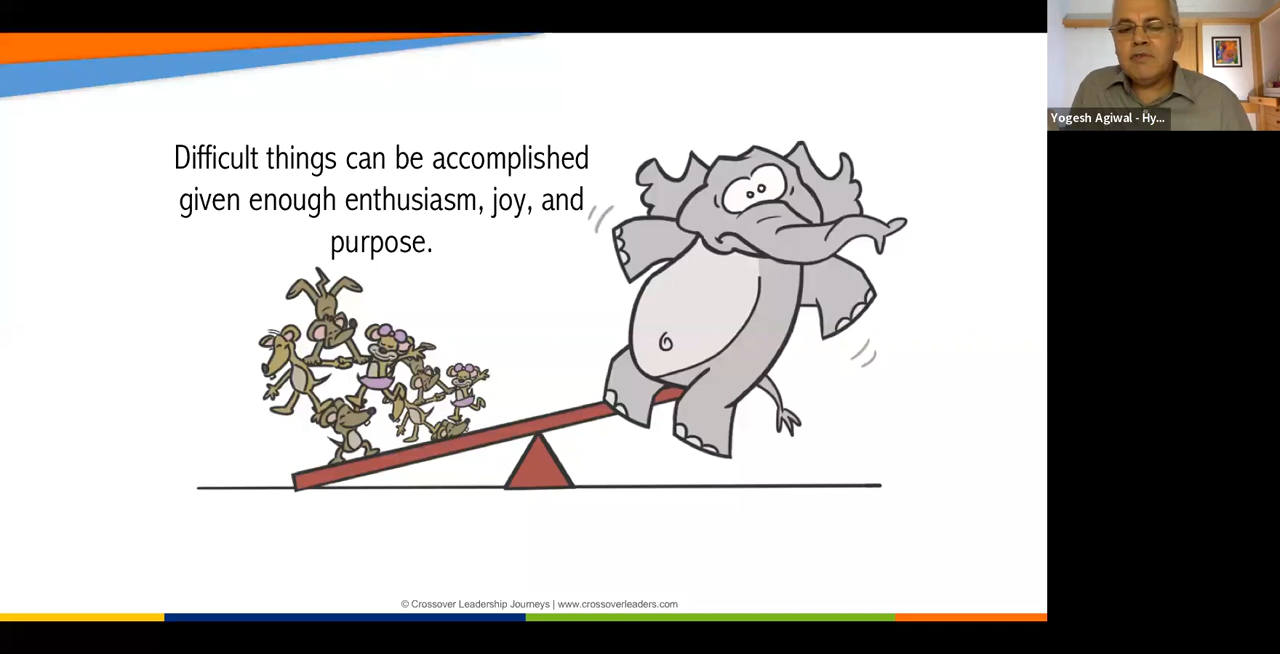 Difficult things can be accomplished
given enough enthusiasm, joy, and
purpose.
Yogesh Agiwal - Hy...
© Crossover Leadership Journeys | www.crossoverleaders.com